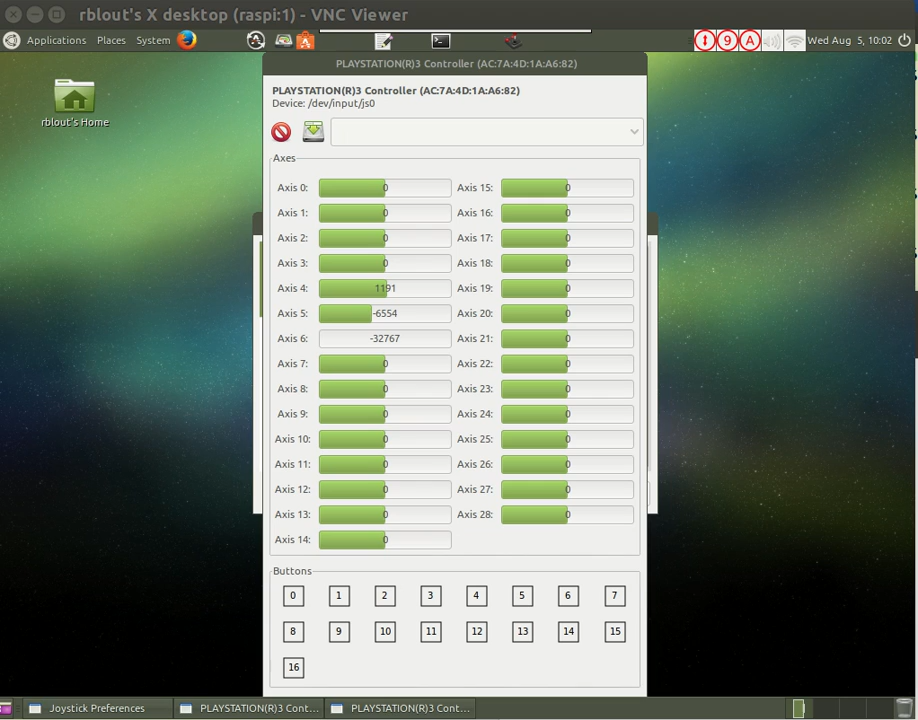 rblout's X desktop (raspi:1) - VNC Viewer
Applications Places System
9 A
Wed Aug 5, 10:02
rblout's Home
PLAYSTATION(R)3 Controller (AC:7A:4D:1A:A6:82)
PLAYSTATION(R)3 Controller (AC:7A:4D:1A:A6:82)
Device: /dev/input/js0
Axes
Axis 0: 0 Axis 15: 0
Axis 1: 0 Axis 16: 0
Axis 2: 0 Axis 17: 0
Axis 3: 0 Axis 18: 0
Axis 4: 1191 Axis 19: 0
Axis 5: -6554 Axis 20: 0
Axis 6: -32767 Axis 21: 0
Axis 7: 0 Axis 22: 0
Axis 8: 0 Axis 23: 0
Axis 9: 0 Axis 24: 0
Axis 10: 0 Axis 25: 0
Axis 11: 0 Axis 26: 0
Axis 12: 0 Axis 27: 0
Axis 13: 0 Axis 28: 0
Axis 14: 0
Buttons
0 1 2 3 4 5 6 7
8 9 10 11 12 13 14 15
16
Joystick Preferences PLAYSTATION(R)3 Cont... PLAYSTATION(R)3 Cont...